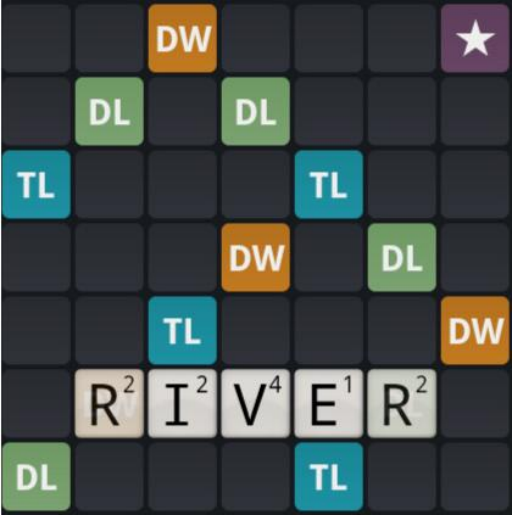 DW
DL DL
TL TL
DW DL
TL DW
R2 I2 V4 E1 R2
DL TL